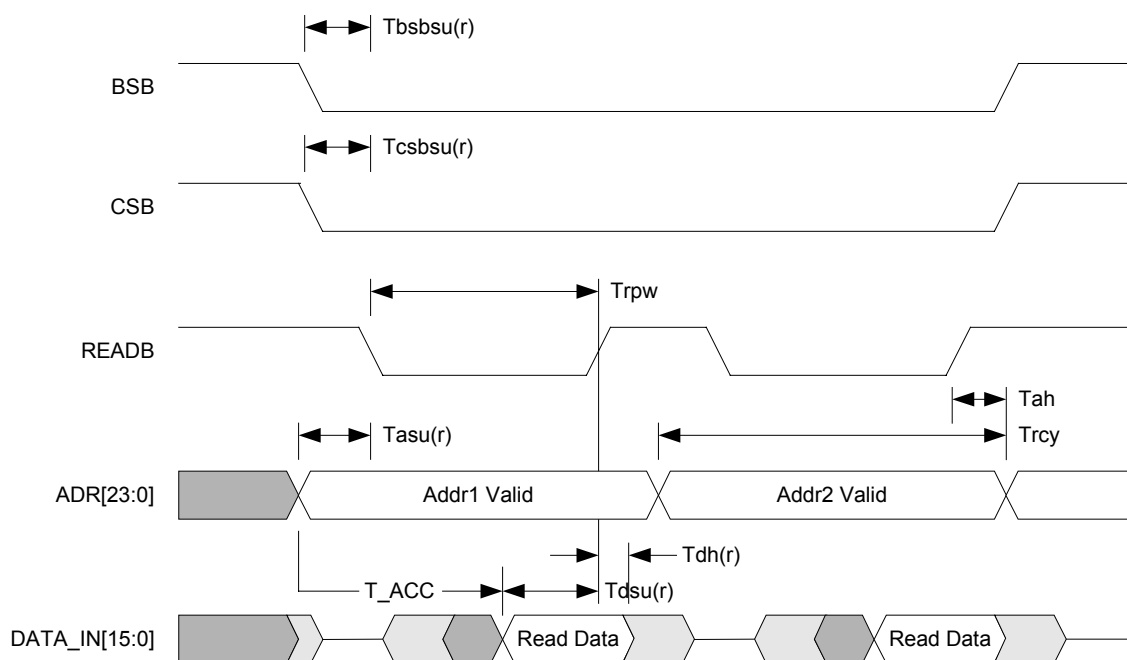 Tbsbsu(r)
BSB
Tcsbsu(r)
CSB
Trpw
READB
Tah
Tasu(r)
Trcy
ADR[23:0]
Addr1 Valid
Addr2 Valid
Tdh(r)
T_ACC
Tdsu(r)
DATA_IN[15:0]
Read Data
Read Data